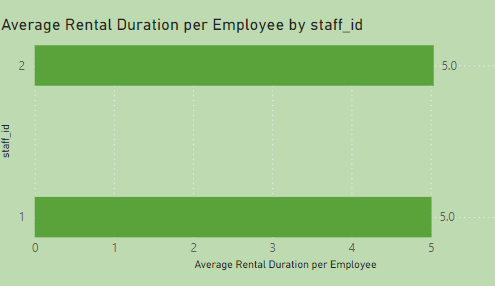 Average Rental Duration per Employee by staff_id
2
5.0
staff_id
1
5.0
0 1 2 3 4 5
Average Rental Duration per Employee